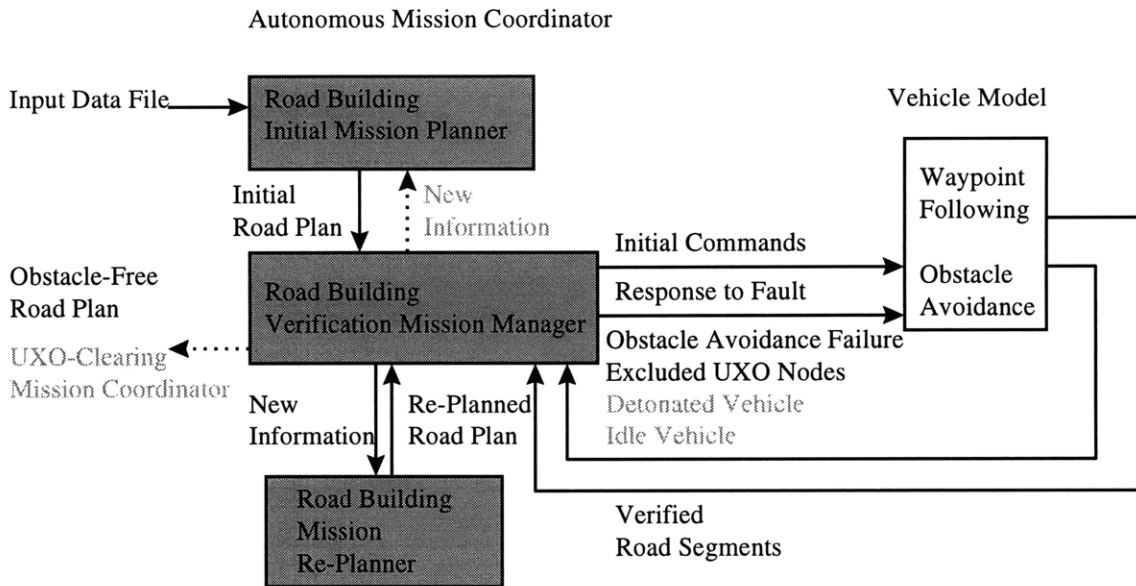 Autonomous Mission Coordinator
Input Data File
Road Building
Initial Mission Planner
Vehicle Model
Initial
Road Plan
New
Information
Waypoint
Following
Obstacle
Avoidance
Initial Commands
Response to Fault
Obstacle-Free
Road Plan
UXO-Clearing
Mission Coordinator
Road Building
Verification Mission Manager
Obstacle Avoidance Failure
Excluded UXO Nodes
Detonated Vehicle
Idle Vehicle
New
Information
Re-Planned
Road Plan
Road Building
Mission
Re-Planner
Verified
Road Segments